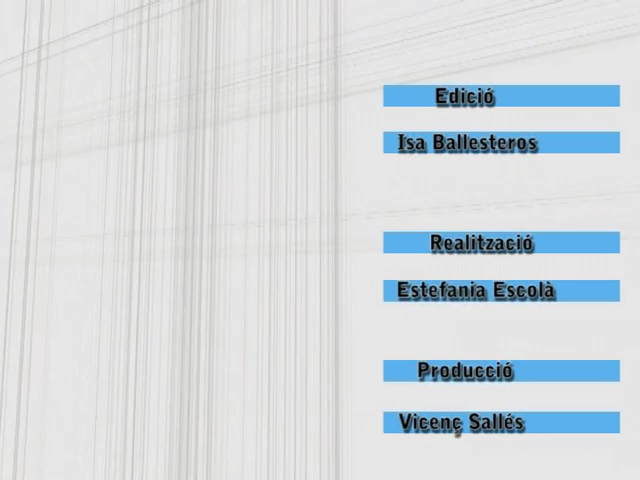 Edició
Isa Ballesteros
Realització
Estefania Escolà
Producció
Vicenç Sallés